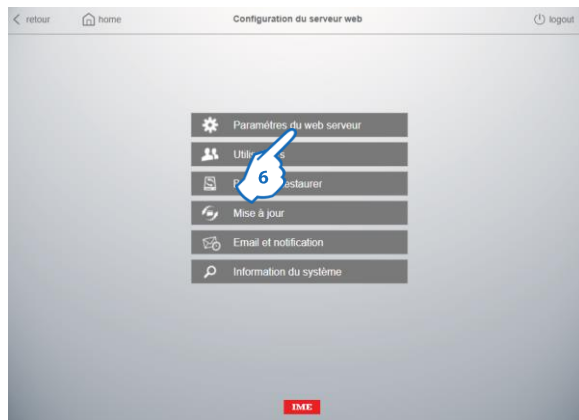 retour
home
Configuration du serveur web
logout
Paramétres du web serveur
6
Mise à jour
Email et notification
Information du système
IME